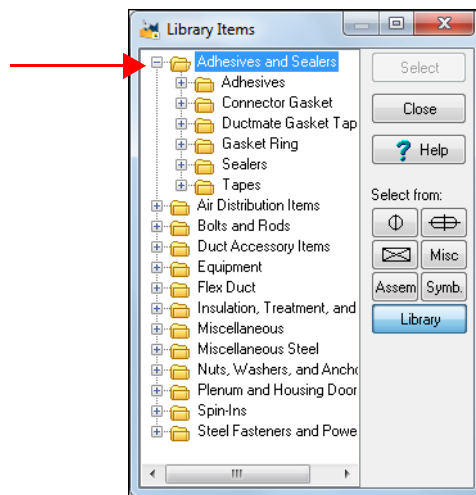 Library Items
Adhesives and Sealers
Adhesives
Connector Gasket
Ductmate Gasket Tap
Gasket Ring
Sealers
Tapes
Air Distribution Items
Bolts and Rods
Duct Accessory Items
Equipment
Flex Duct
Insulation, Treatment, and
Miscellaneous
Miscellaneous Steel
Nuts, Washers, and Ancho
Plenum and Housing Door
Spin-Ins
Steel Fasteners and Powe
Select
Close
? Help
Select from:
Misc
Assem Symb.
Library